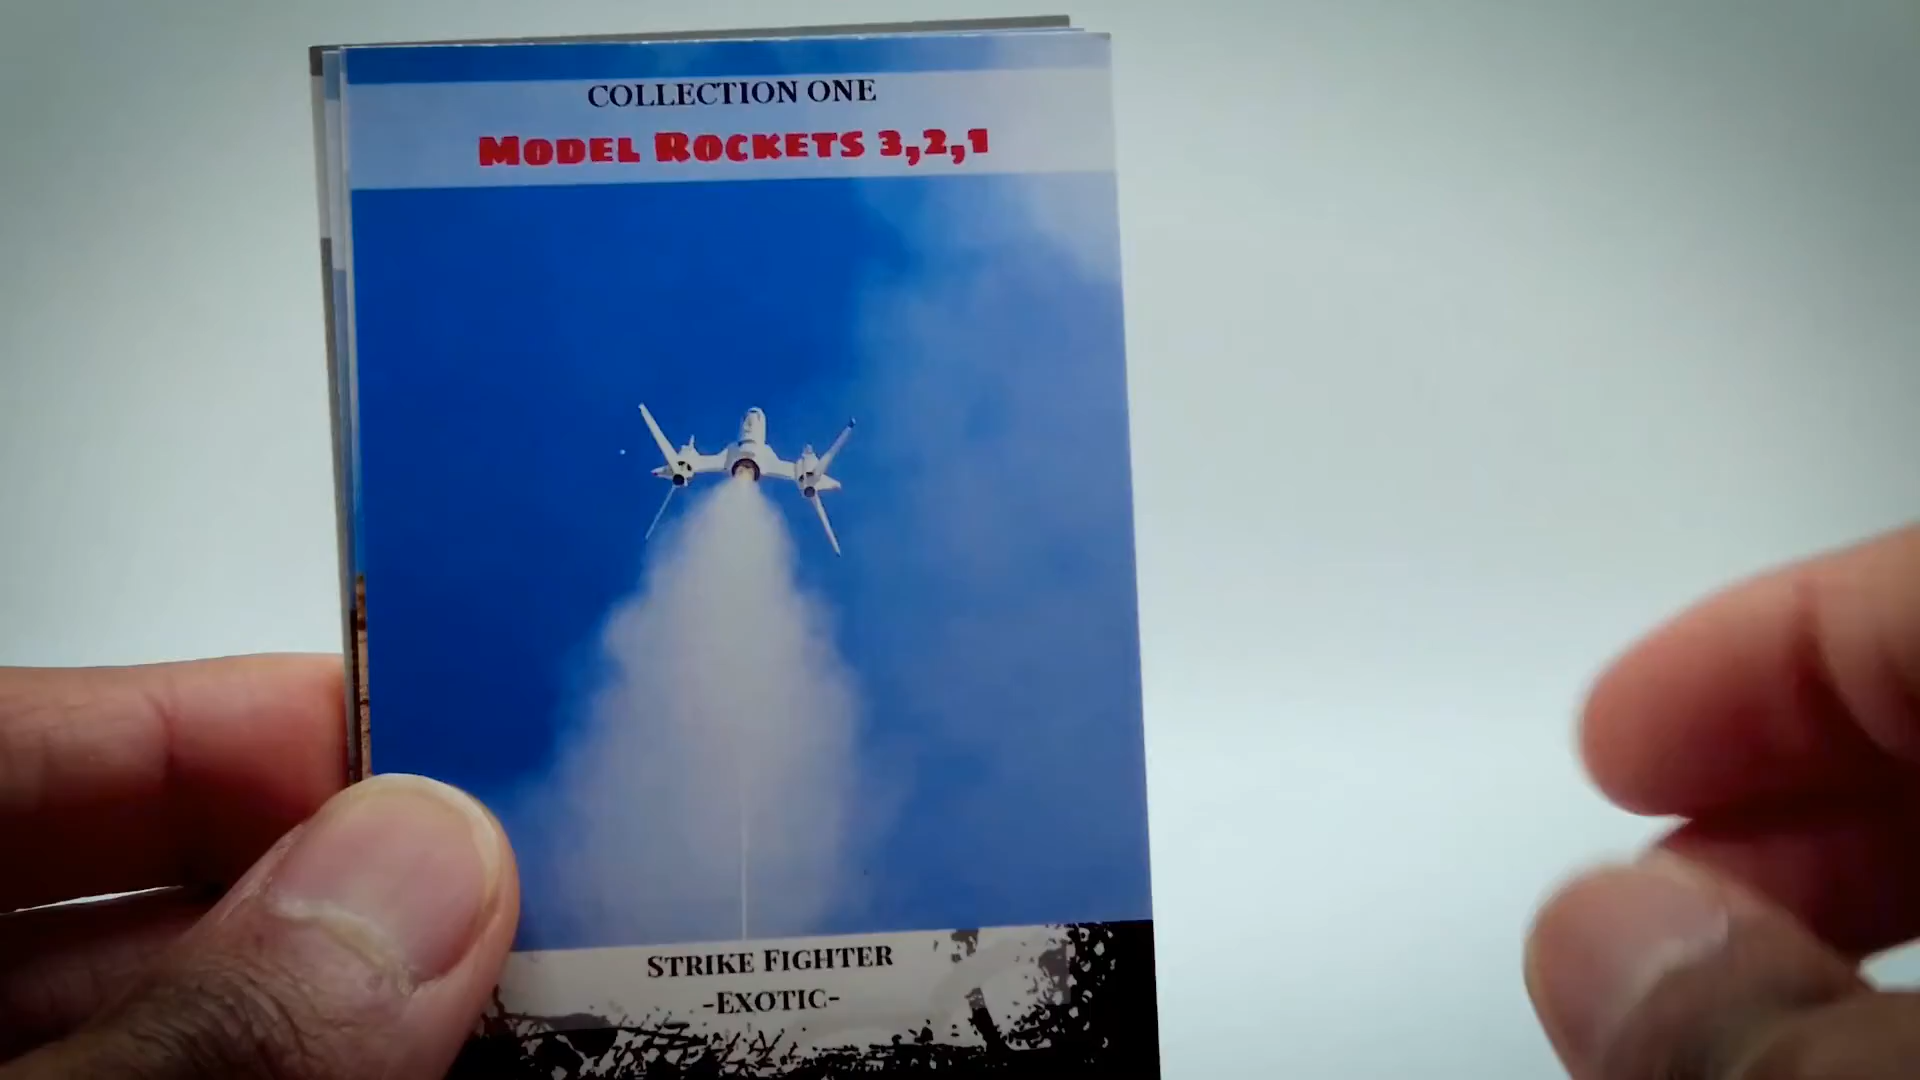 COLLECTION ONE
MODEL ROCKETS 3,2,1
STRIKE FIGHTER
-EXOTIC-